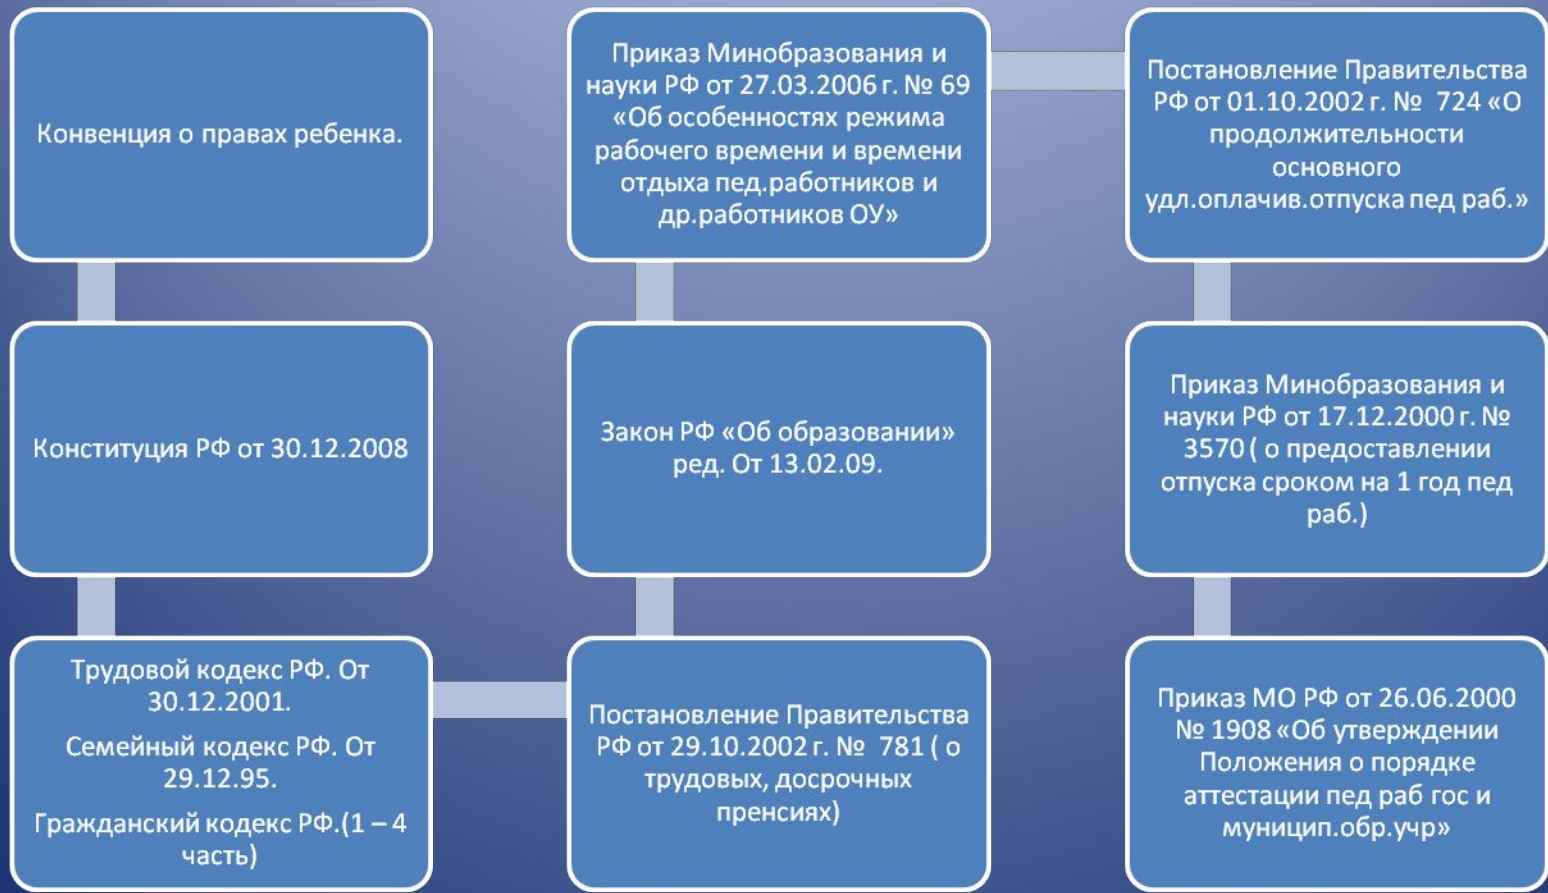 Конвенция о правах ребенка.
Конституция РФ от 30.12.2008
Трудовой кодекс РФ. От
30.12.2001.
Семейный кодекс РФ. От
29.12.95.
Гражданский кодекс РФ.(1 – 4
часть)
Постановление Правительства
РФ от 29.10.2002 г. № 781 ( о
трудовых, досрочных
пренсиях)
Закон РФ «Об образовании»
ред. От 13.02.09.
Приказ Минобразования и
науки РФ от 27.03.2006 г. № 69
«Об особенностях режима
рабочего времени и времени
отдыха пед.работников и
др.работников ОУ»
Постановление Правительства
РФ от 01.10.2002 г. № 724 «О
продолжительности
основного
удл.оплачив.отпуска пед раб.»
Приказ Минобразования и
науки РФ от 17.12.2000 г. №
3570 ( о предоставлении
отпуска сроком на 1 год пед
раб.)
Приказ МО РФ от 26.06.2000
№ 1908 «Об утверждении
Положения о порядке
аттестации пед раб гос и
муницип.обр.учр»